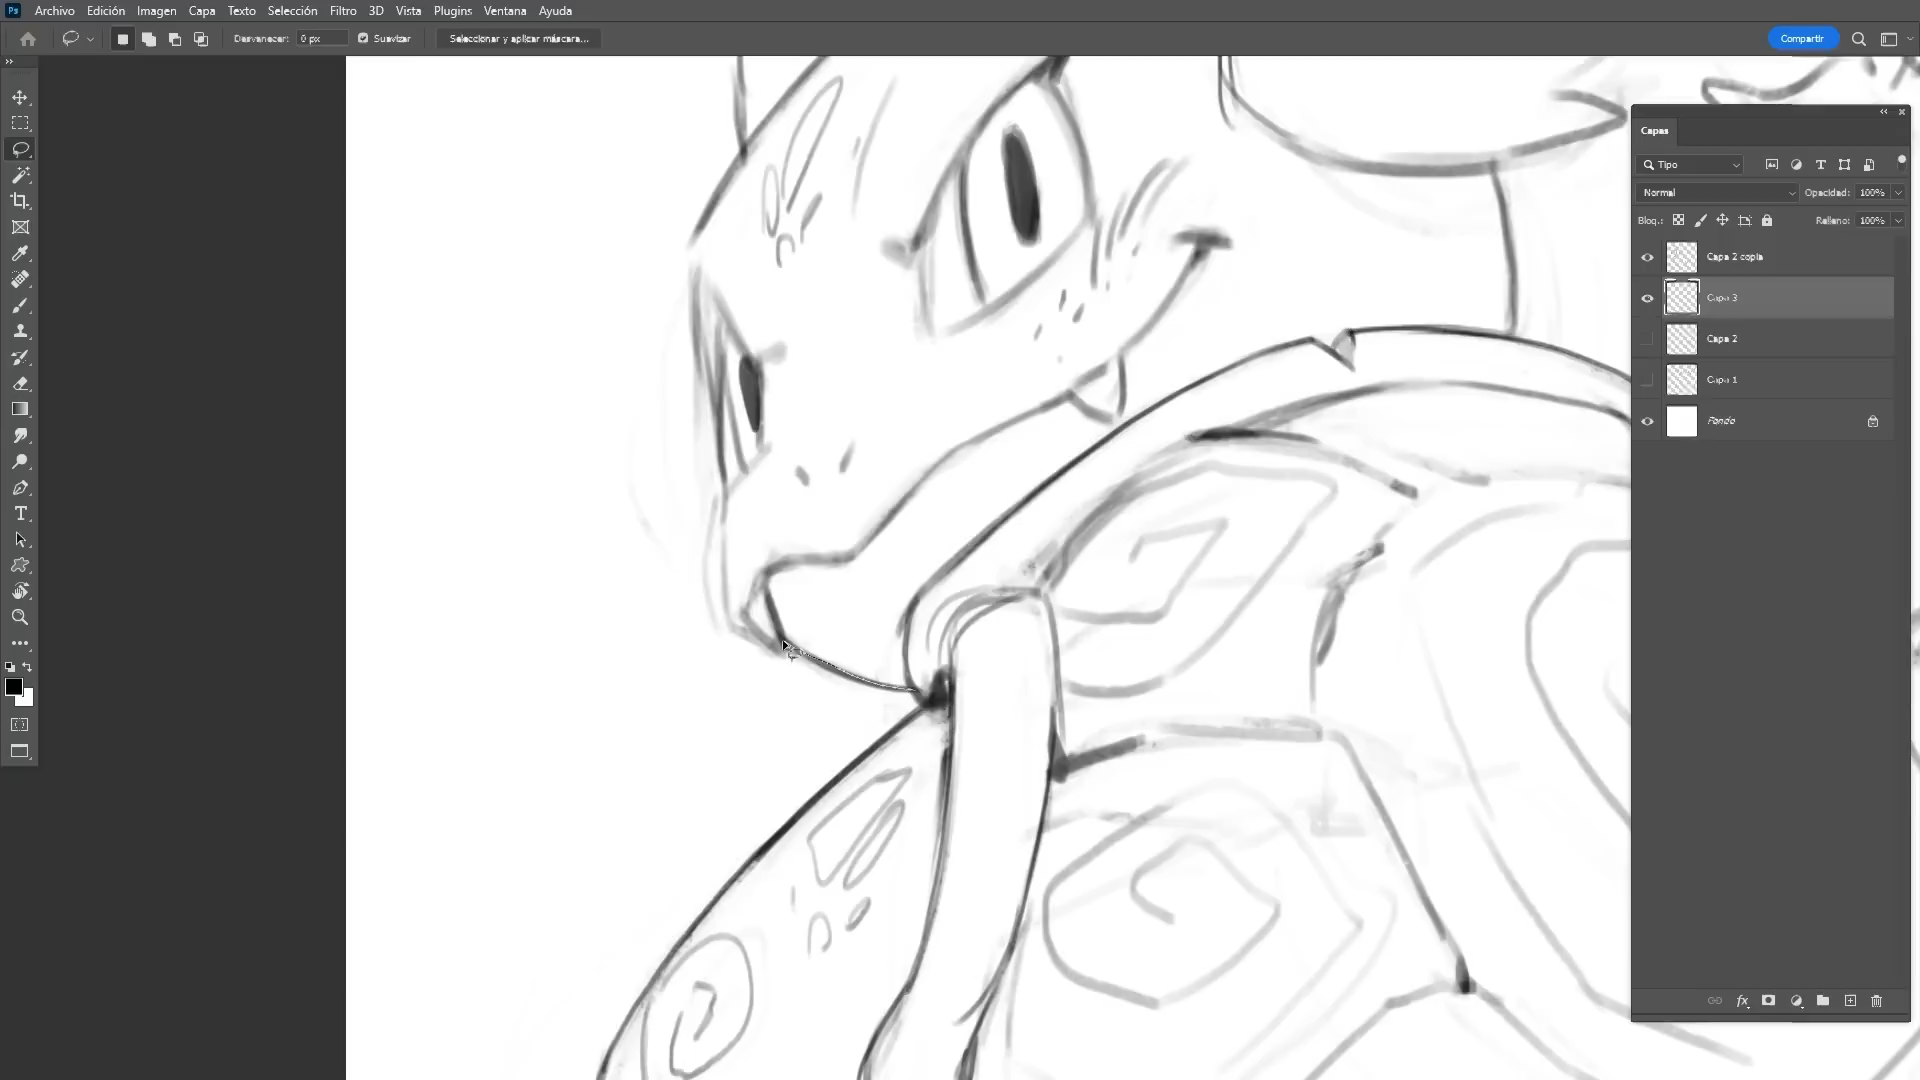 Ps Archivo Edición Imagen Capa Texto Selección Filtro 3D Vista Plugins Ventana Ayuda
Desvanecer: 0 px Suavizar Seleccionar y aplicar máscara... Compartir
Capas
Tipo
Normal Opacidad: 100%
Bloq.: Relleno: 100%
Capa 2 copia
Capa 3
Capa 2
Capa 1
Fondo